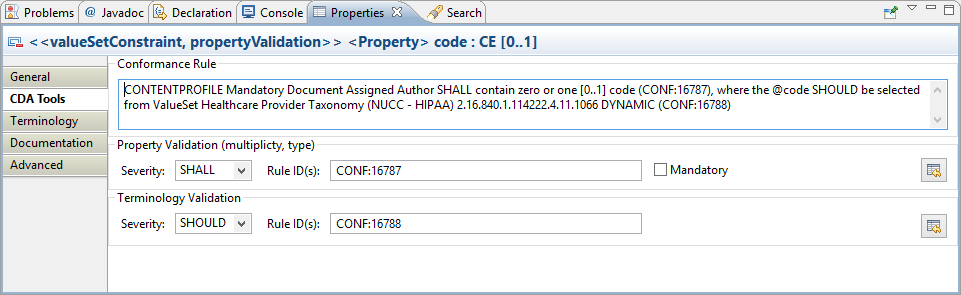 Problems @ Javadoc Declaration Console Properties Search
<<valueSetConstraint, propertyValidation>> <Property> code : CE [0..1]
General
CDA Tools
Terminology
Documentation
Advanced
Conformance Rule
CONTENTPROFILE Mandatory Document Assigned Author SHALL contain zero or one [0..1] code (CONF:16787), where the @code SHOULD be selected
from ValueSet Healthcare Provider Taxonomy (NUCC - HIPAA) 2.16.840.1.114222.4.11.1066 DYNAMIC (CONF:16788)
Property Validation (multiplicty, type)
Severity: SHALL Rule ID(s): CONF:16787 Mandatory
Terminology Validation
Severity: SHOULD Rule ID(s): CONF:16788